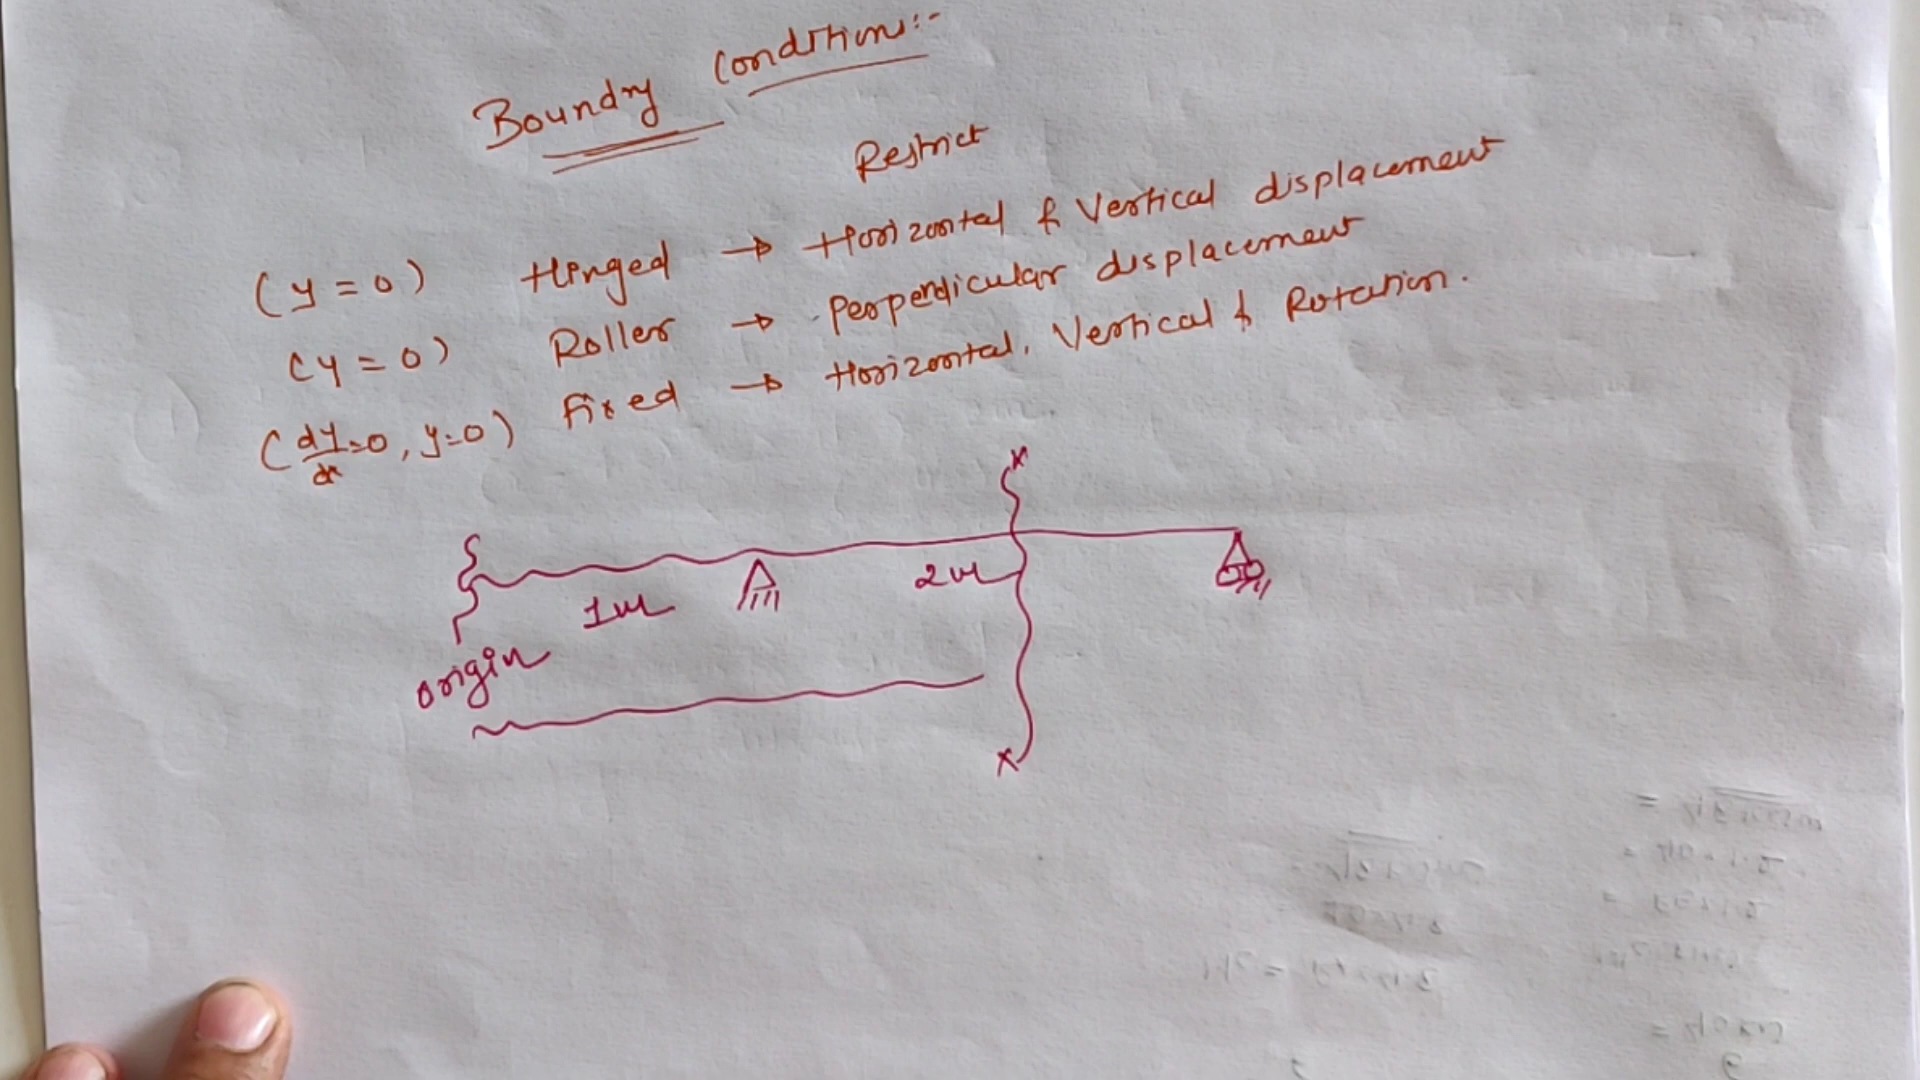 Boundry Conditions:-
Restrict
(y=0) Hinged → Horizontal & Vertical displacement
(y=0) Roller → Perpendicular displacement
(dy/dx=0, y=0) Fixed → Horizontal, Vertical & Rotation.
x
1m 2m
origin
x